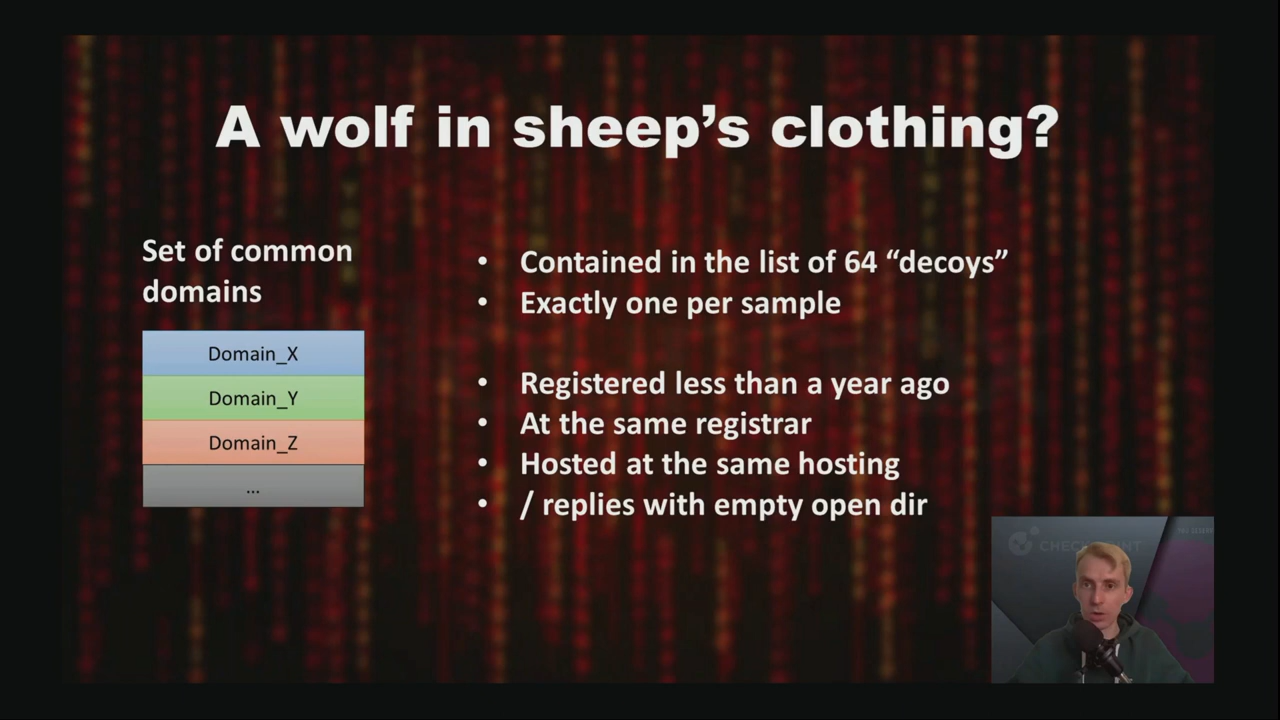 A wolf in sheep's clothing?
Set of common
domains
Domain_X
Domain_Y
Domain_Z
...
• Contained in the list of 64 “decoys”
• Exactly one per sample
• Registered less than a year ago
• At the same registrar
• Hosted at the same hosting
• / replies with empty open dir